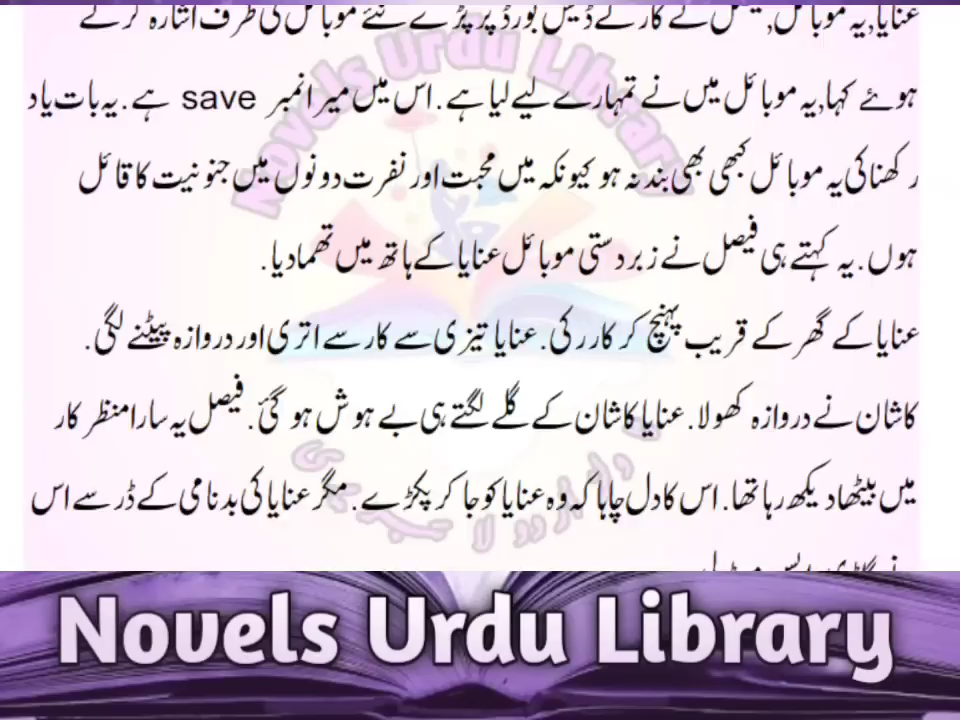 عنایا,یہ موبائل,فیصل نے کار کے ڈیش بورڈ پر پڑے نئے موبائل کی طرف اشارہ کرتے
ہوئے کہا,یہ موبائل میں نے تمہارے لیے لیا ہے.اس میں میرا نمبر save ہے.یہ بات یاد
رکھنا کی یہ موبائل کبھی بھی بند نہ ہو کیونکہ میں محبت اور نفرت دونوں میں جنونیت کا قائل
ہوں.یہ کہتے ہی فیصل نے زبردستی موبائل عنایا کے ہاتھ میں تھما دیا.
عنایا کے گھر کے قریب پہنچ کر کار رکی.عنایا تیزی سے کار سے اتری اور دروازہ پیٹنے لگی.
کاشان نے دروازہ کھولا.عنایا کاشان کے گلے لگتے ہی بے ہوش ہو گئی.فیصل یہ سارا منظر کار
میں بیٹھا دیکھ رہا تھا.اس کا دل چاہا کہ وہ عنایا کو جا کر پکڑے.مگر عنایا کی بدنامی کے ڈر سے اس
Novels Urdu Library
Novels Urdu Library